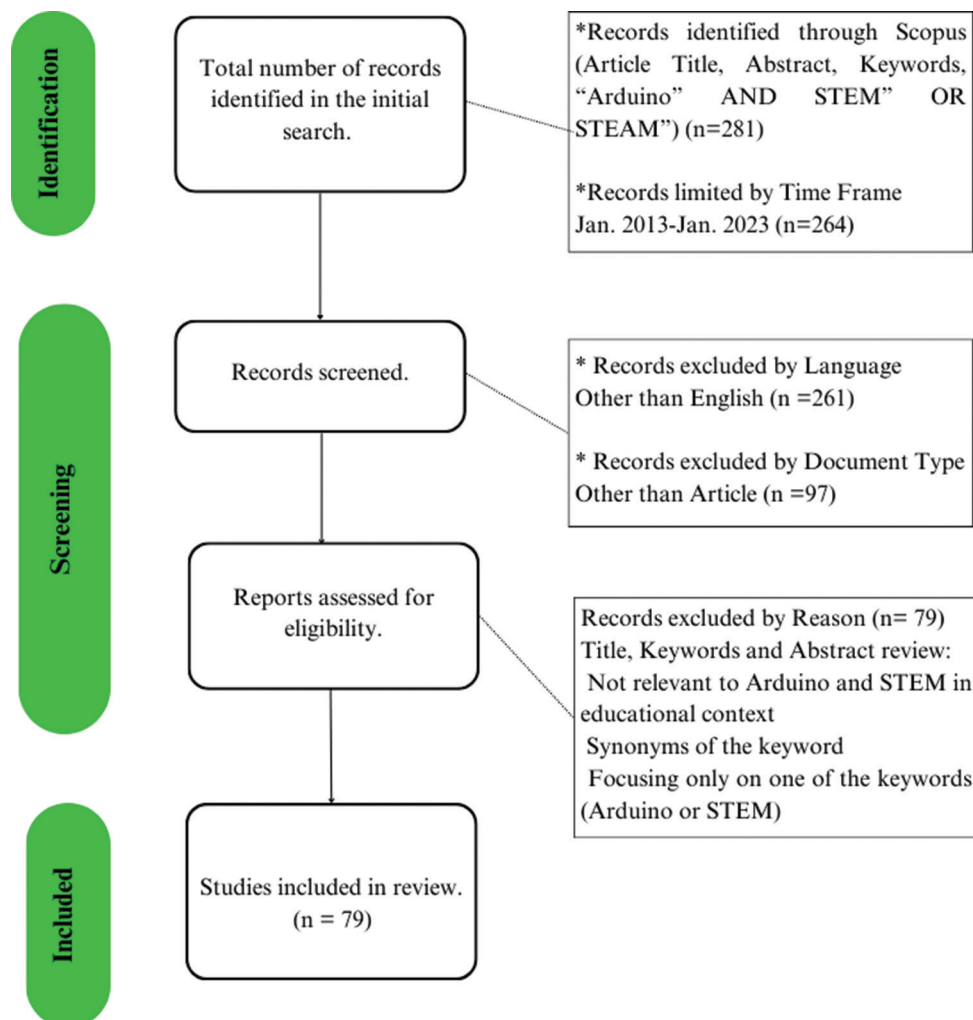 Identification
Total number of records
identified in the initial
search.
*Records identified through Scopus
(Article Title, Abstract, Keywords,
“Arduino” AND STEM” OR
STEAM”) (n=281)
*Records limited by Time Frame
Jan. 2013-Jan. 2023 (n=264)
Screening
Records screened.
* Records excluded by Language
Other than English (n =261)
* Records excluded by Document Type
Other than Article (n =97)
Reports assessed for
eligibility.
Records excluded by Reason (n= 79)
Title, Keywords and Abstract review:
Not relevant to Arduino and STEM in
educational context
Synonyms of the keyword
Focusing only on one of the keywords
(Arduino or STEM)
Included
Studies included in review.
(n = 79)